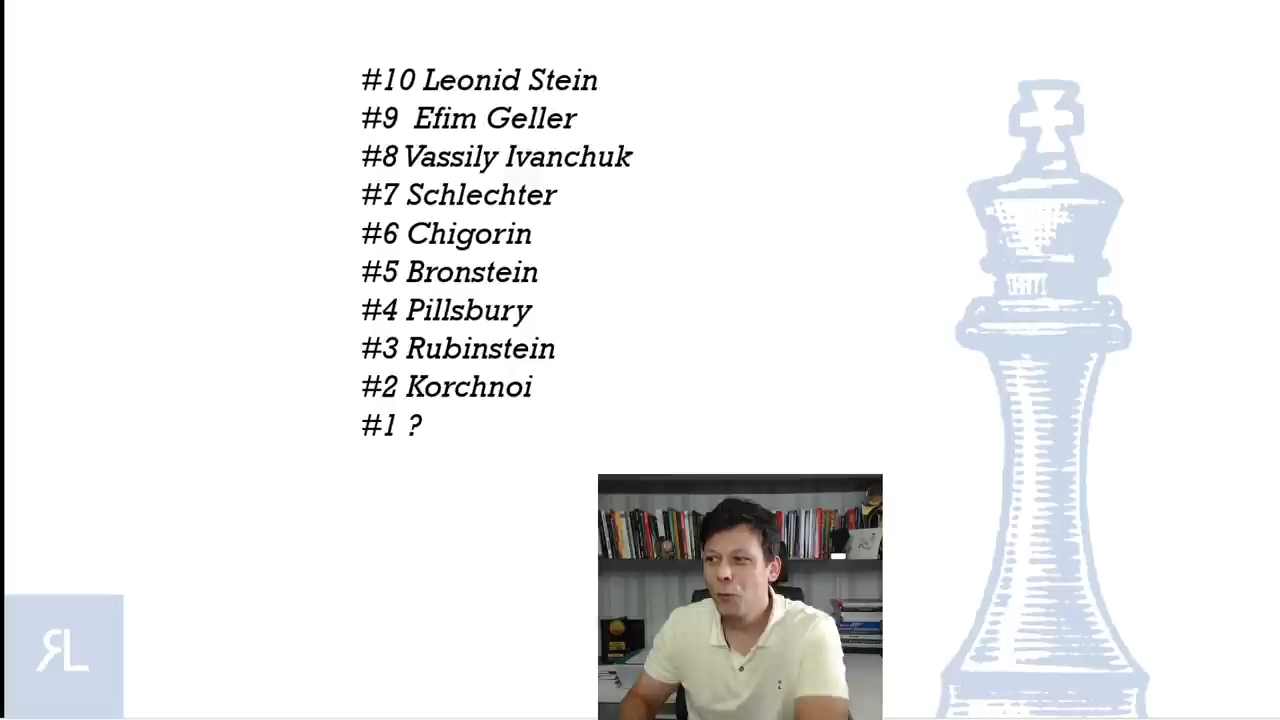 #10 Leonid Stein
#9 Efim Geller
#8 Vassily Ivanchuk
#7 Schlechter
#6 Chigorin
#5 Bronstein
#4 Pillsbury
#3 Rubinstein
#2 Korchnoi
#1 ?
RL